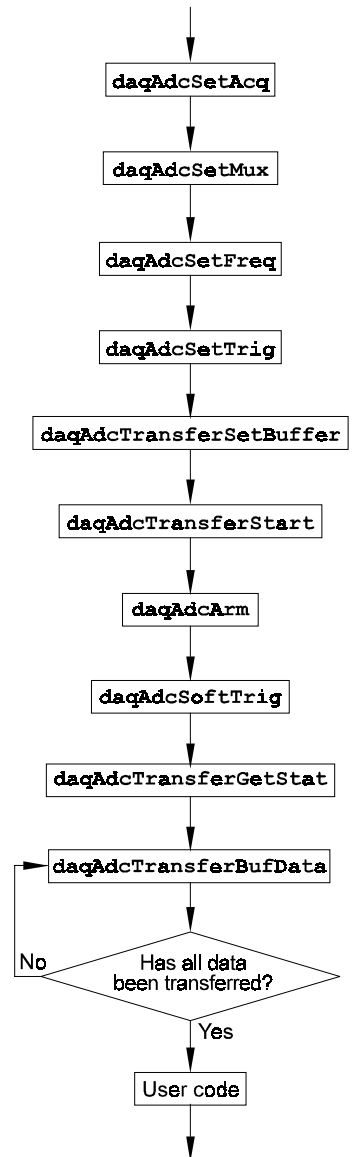 daqAdcSetAcq
daqAdcSetMux
daqAdcSetFreq
daqAdcSetTrig
daqAdcTransferSetBuffer
daqAdcTransferStart
daqAdcArm
daqAdcSoftTrig
daqAdcTransferGetStat
daqAdcTransferBufData
No
Has all data
been transferred?
Yes
User code